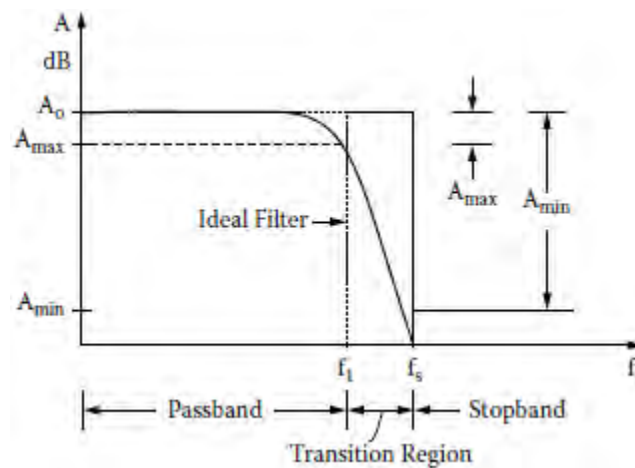 A
dB
A₀
Aₘₐₓ
Ideal Filter
Aₘₐₓ
Aₘᵢₙ
Aₘᵢₙ
f₁
fₛ
f
Passband
Stopband
Transition Region